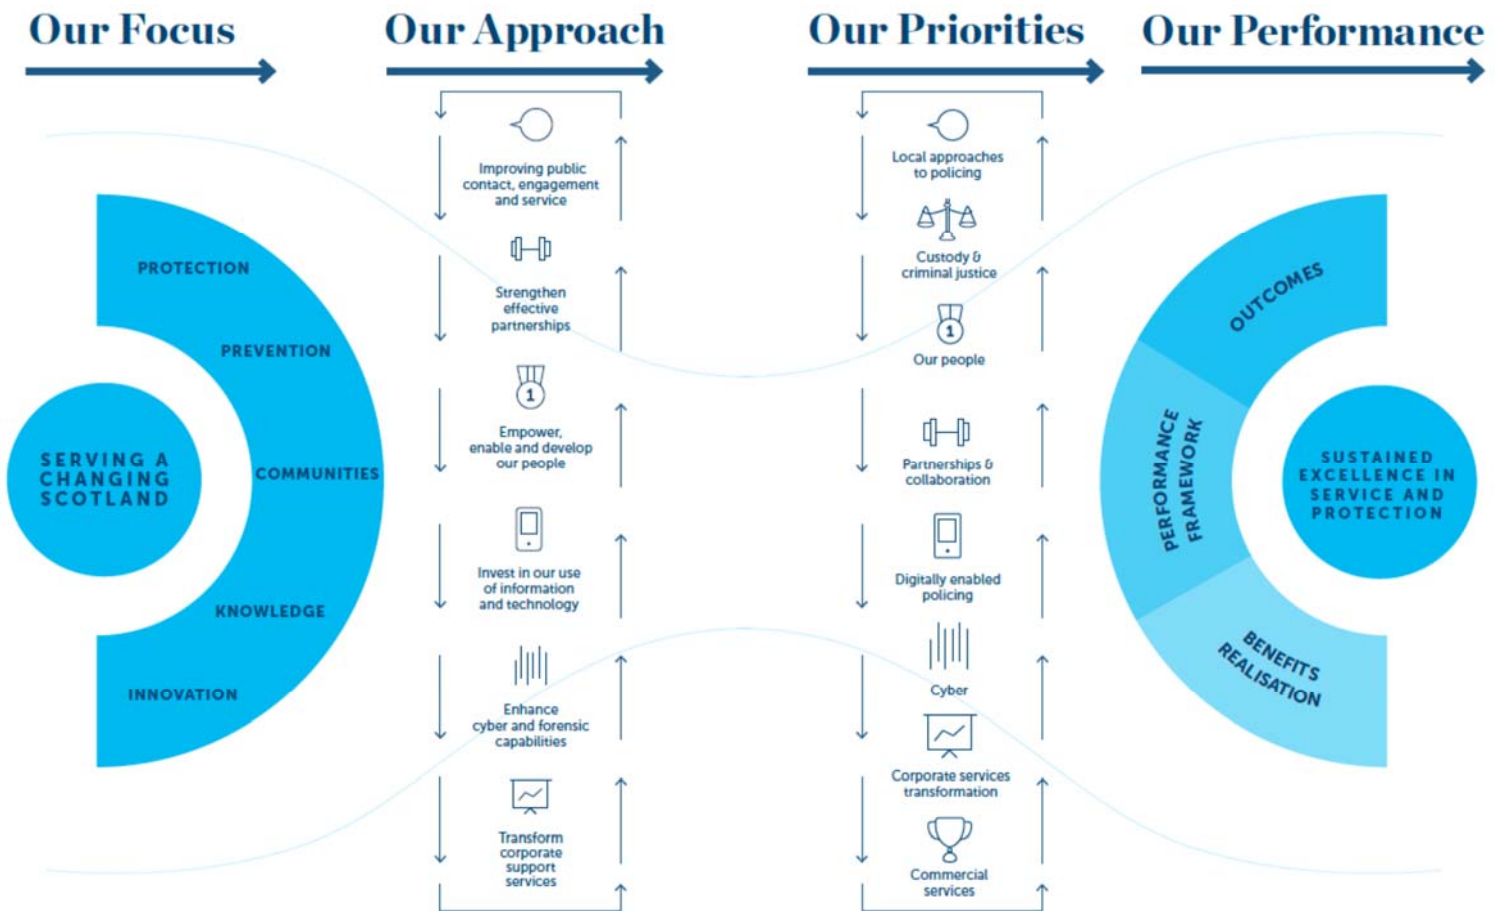 Our Focus
Our Approach
Our Priorities
Our Performance
SERVING A
CHANGING
SCOTLAND
PROTECTION
PREVENTION
COMMUNITIES
KNOWLEDGE
INNOVATION
Improving public
contact, engagement
and service
Strengthen
effective
partnerships
1
Empower,
enable and develop
our people
Invest in our use
of information
and technology
Enhance
cyber and forensic
capabilities
Transform
corporate
support
services
Local approaches
to policing
Custody &
criminal justice
1
Our people
Partnerships &
collaboration
Digitally enabled
policing
Cyber
Corporate services
transformation
Commercial
services
OUTCOMES
PERFORMANCE
FRAMEWORK
BENEFITS
REALISATION
SUSTAINED
EXCELLENCE IN
SERVICE AND
PROTECTION